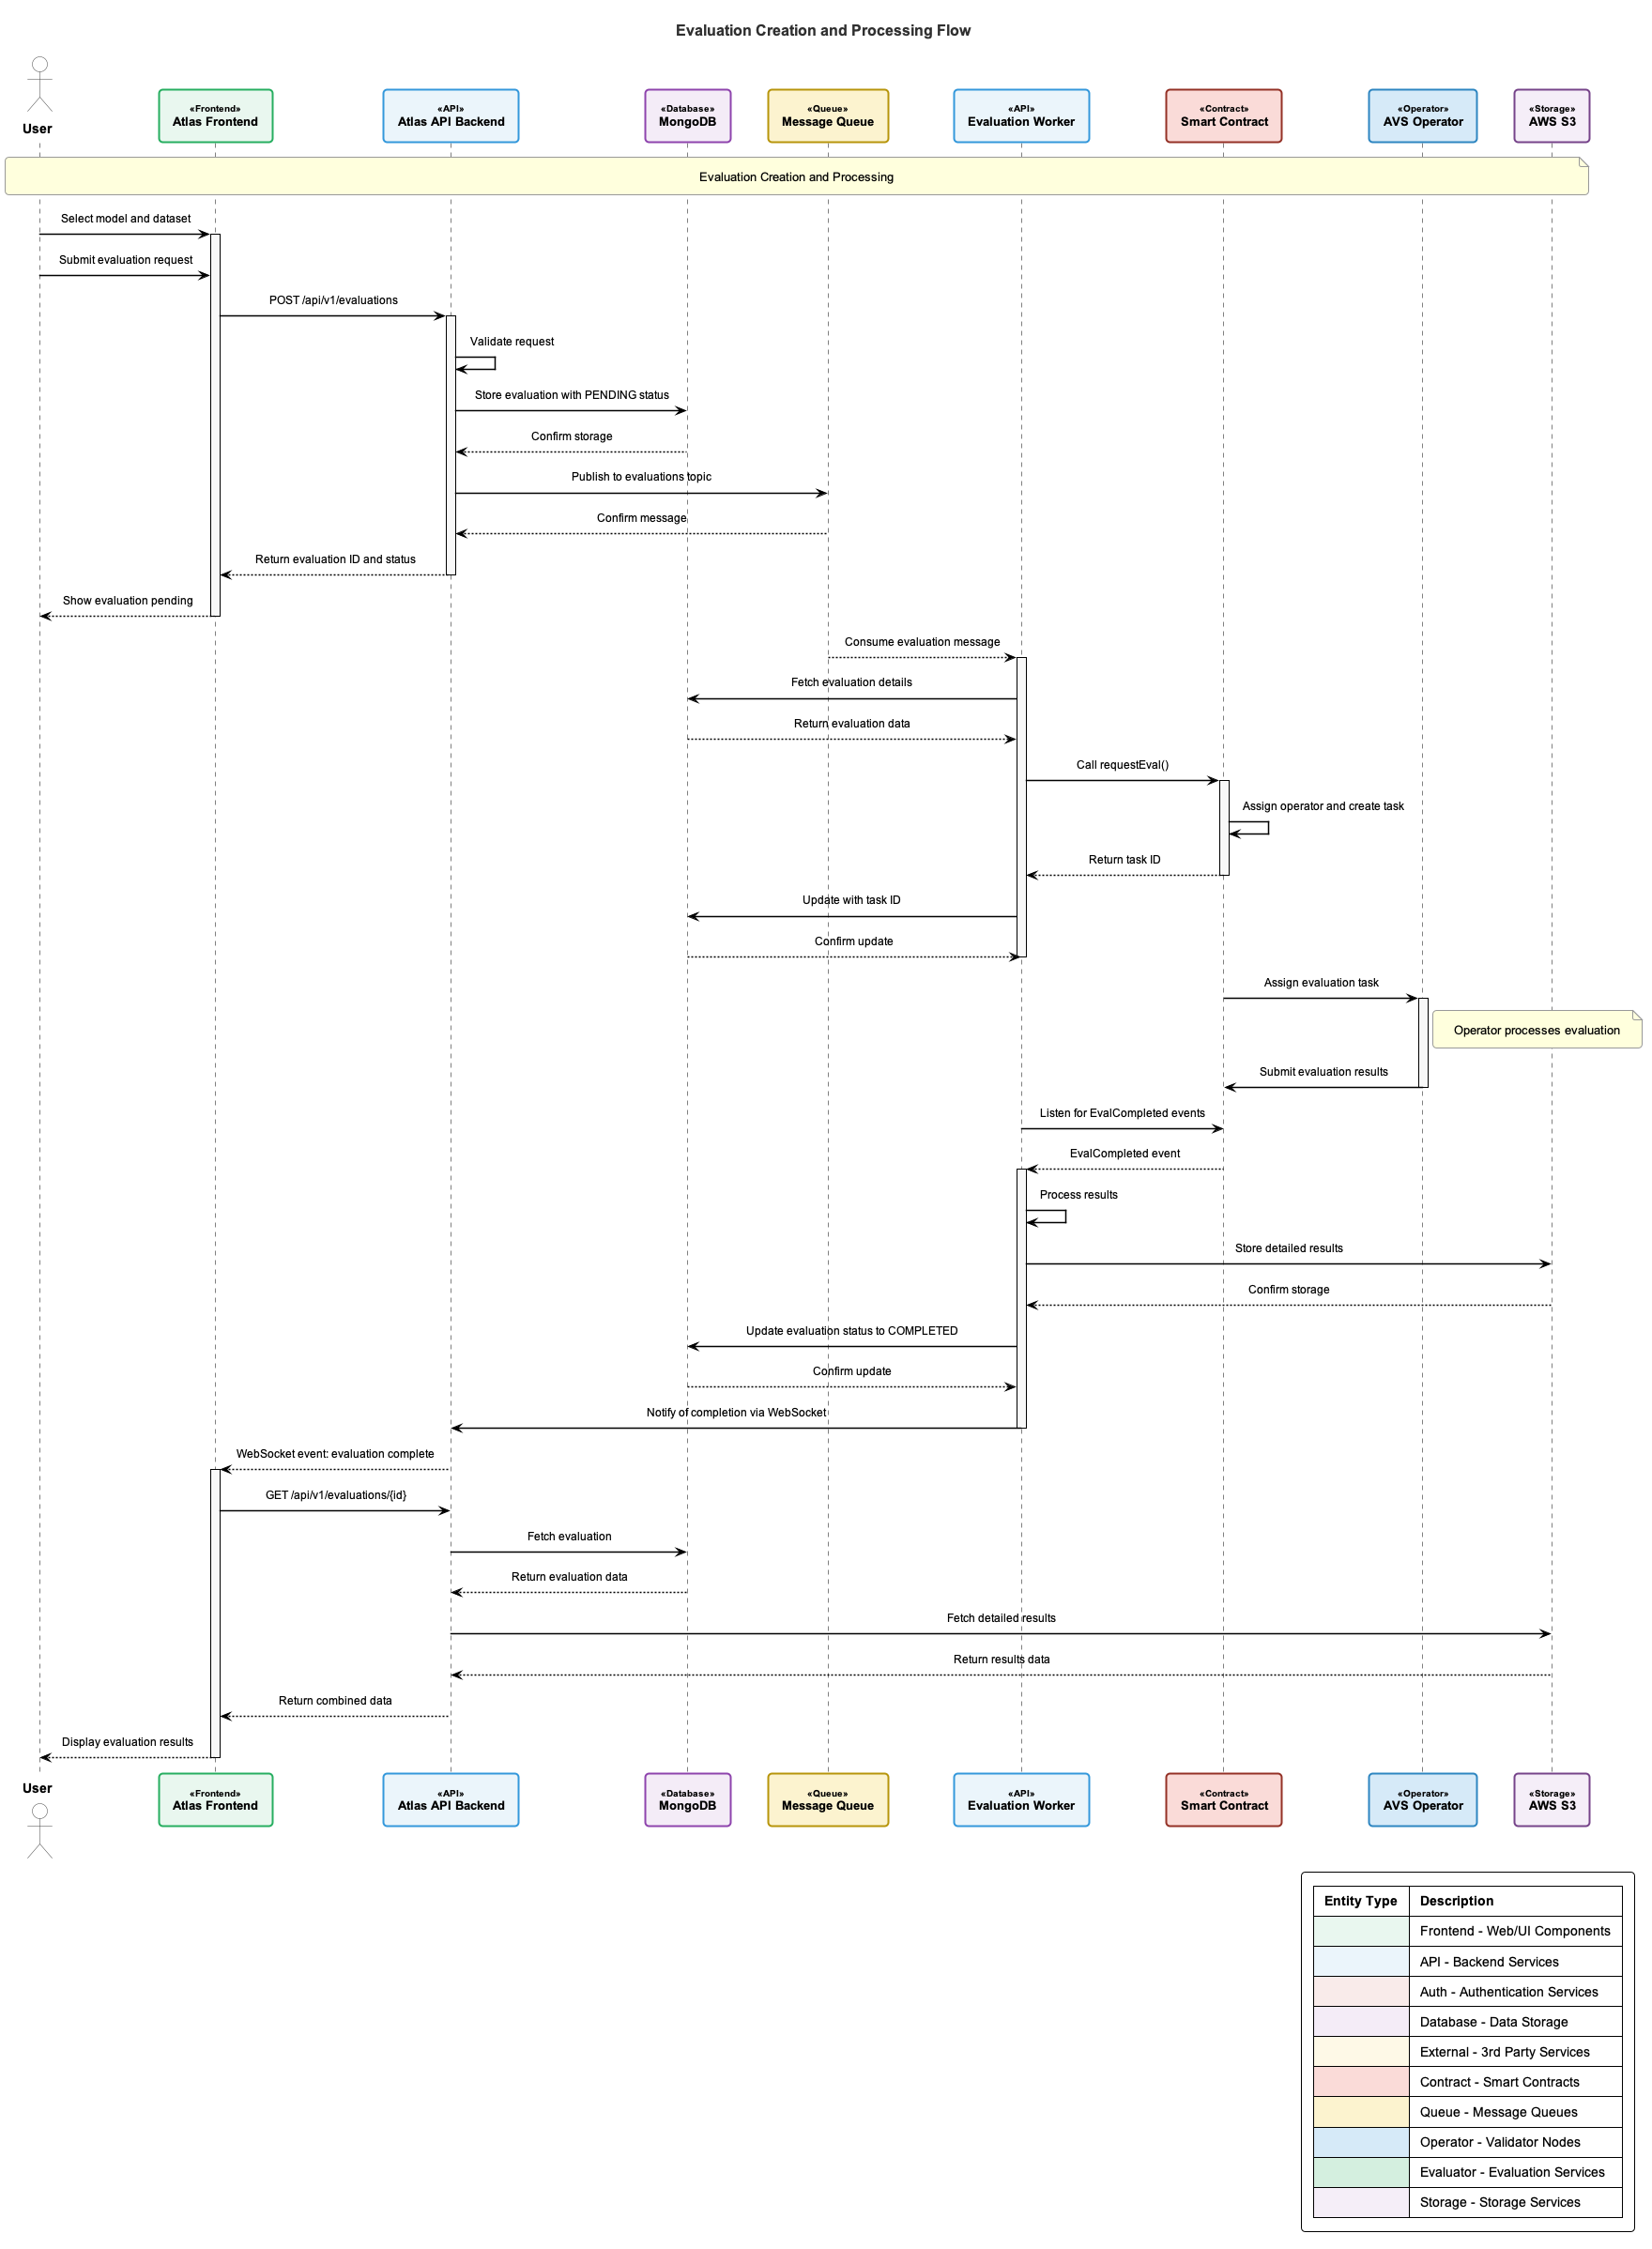 Evaluation Creation and Processing Flow
User
«Frontend»
Atlas Frontend
«API»
Atlas API Backend
«Database»
MongoDB
«Queue»
Message Queue
«API»
Evaluation Worker
«Contract»
Smart Contract
«Operator»
AVS Operator
«Storage»
AWS S3
Evaluation Creation and Processing
Select model and dataset
Submit evaluation request
POST /api/v1/evaluations
Validate request
Store evaluation with PENDING status
Confirm storage
Publish to evaluations topic
Confirm message
Return evaluation ID and status
Show evaluation pending
Consume evaluation message
Fetch evaluation details
Return evaluation data
Call requestEval()
Assign operator and create task
Return task ID
Update with task ID
Confirm update
Assign evaluation task
Operator processes evaluation
Submit evaluation results
Listen for EvalCompleted events
EvalCompleted event
Process results
Store detailed results
Confirm storage
Update evaluation status to COMPLETED
Confirm update
Notify of completion via WebSocket
WebSocket event: evaluation complete
GET /api/v1/evaluations/{id}
Fetch evaluation
Return evaluation data
Fetch detailed results
Return results data
Return combined data
Display evaluation results
User
«Frontend»
Atlas Frontend
«API»
Atlas API Backend
«Database»
MongoDB
«Queue»
Message Queue
«API»
Evaluation Worker
«Contract»
Smart Contract
«Operator»
AVS Operator
«Storage»
AWS S3
Entity Type Description
Frontend - Web/UI Components
API - Backend Services
Auth - Authentication Services
Database - Data Storage
External - 3rd Party Services
Contract - Smart Contracts
Queue - Message Queues
Operator - Validator Nodes
Evaluator - Evaluation Services
Storage - Storage Services